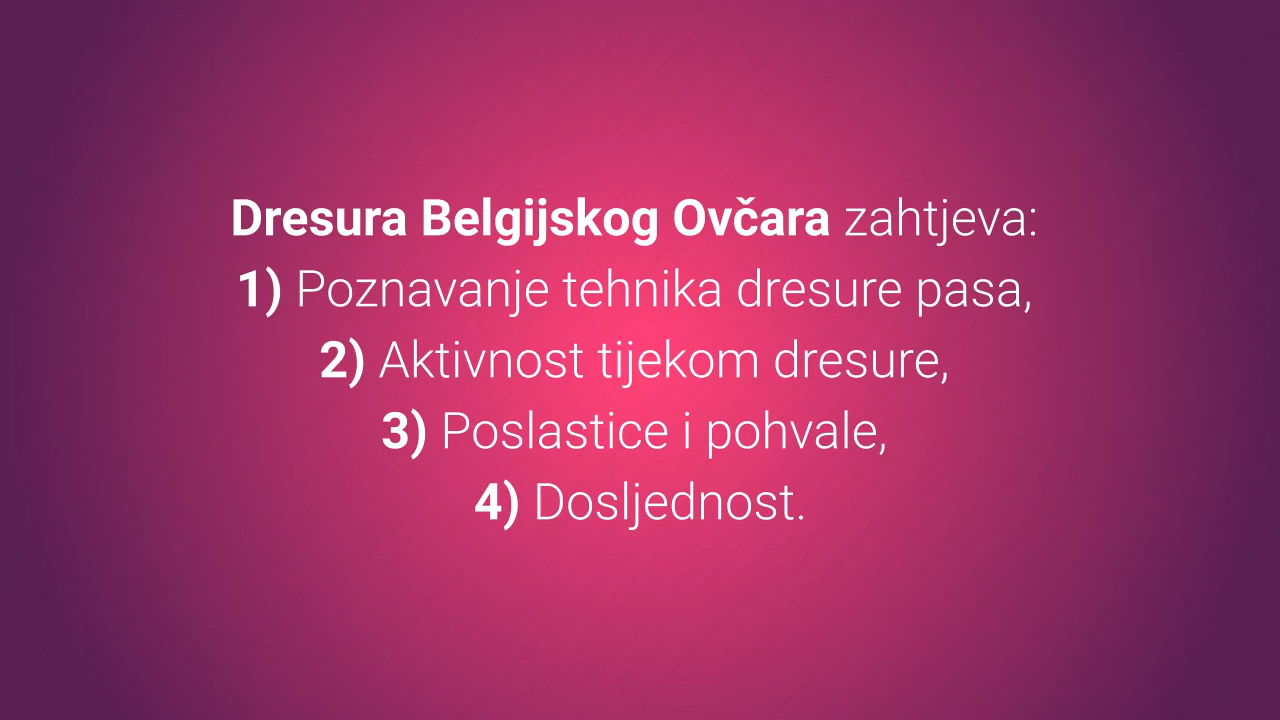 Dresura Belgijskog Ovčara zahtjeva:
1) Poznavanje tehnika dresure pasa,
2) Aktivnost tijekom dresure,
3) Poslastice i pohvale,
4) Dosljednost.